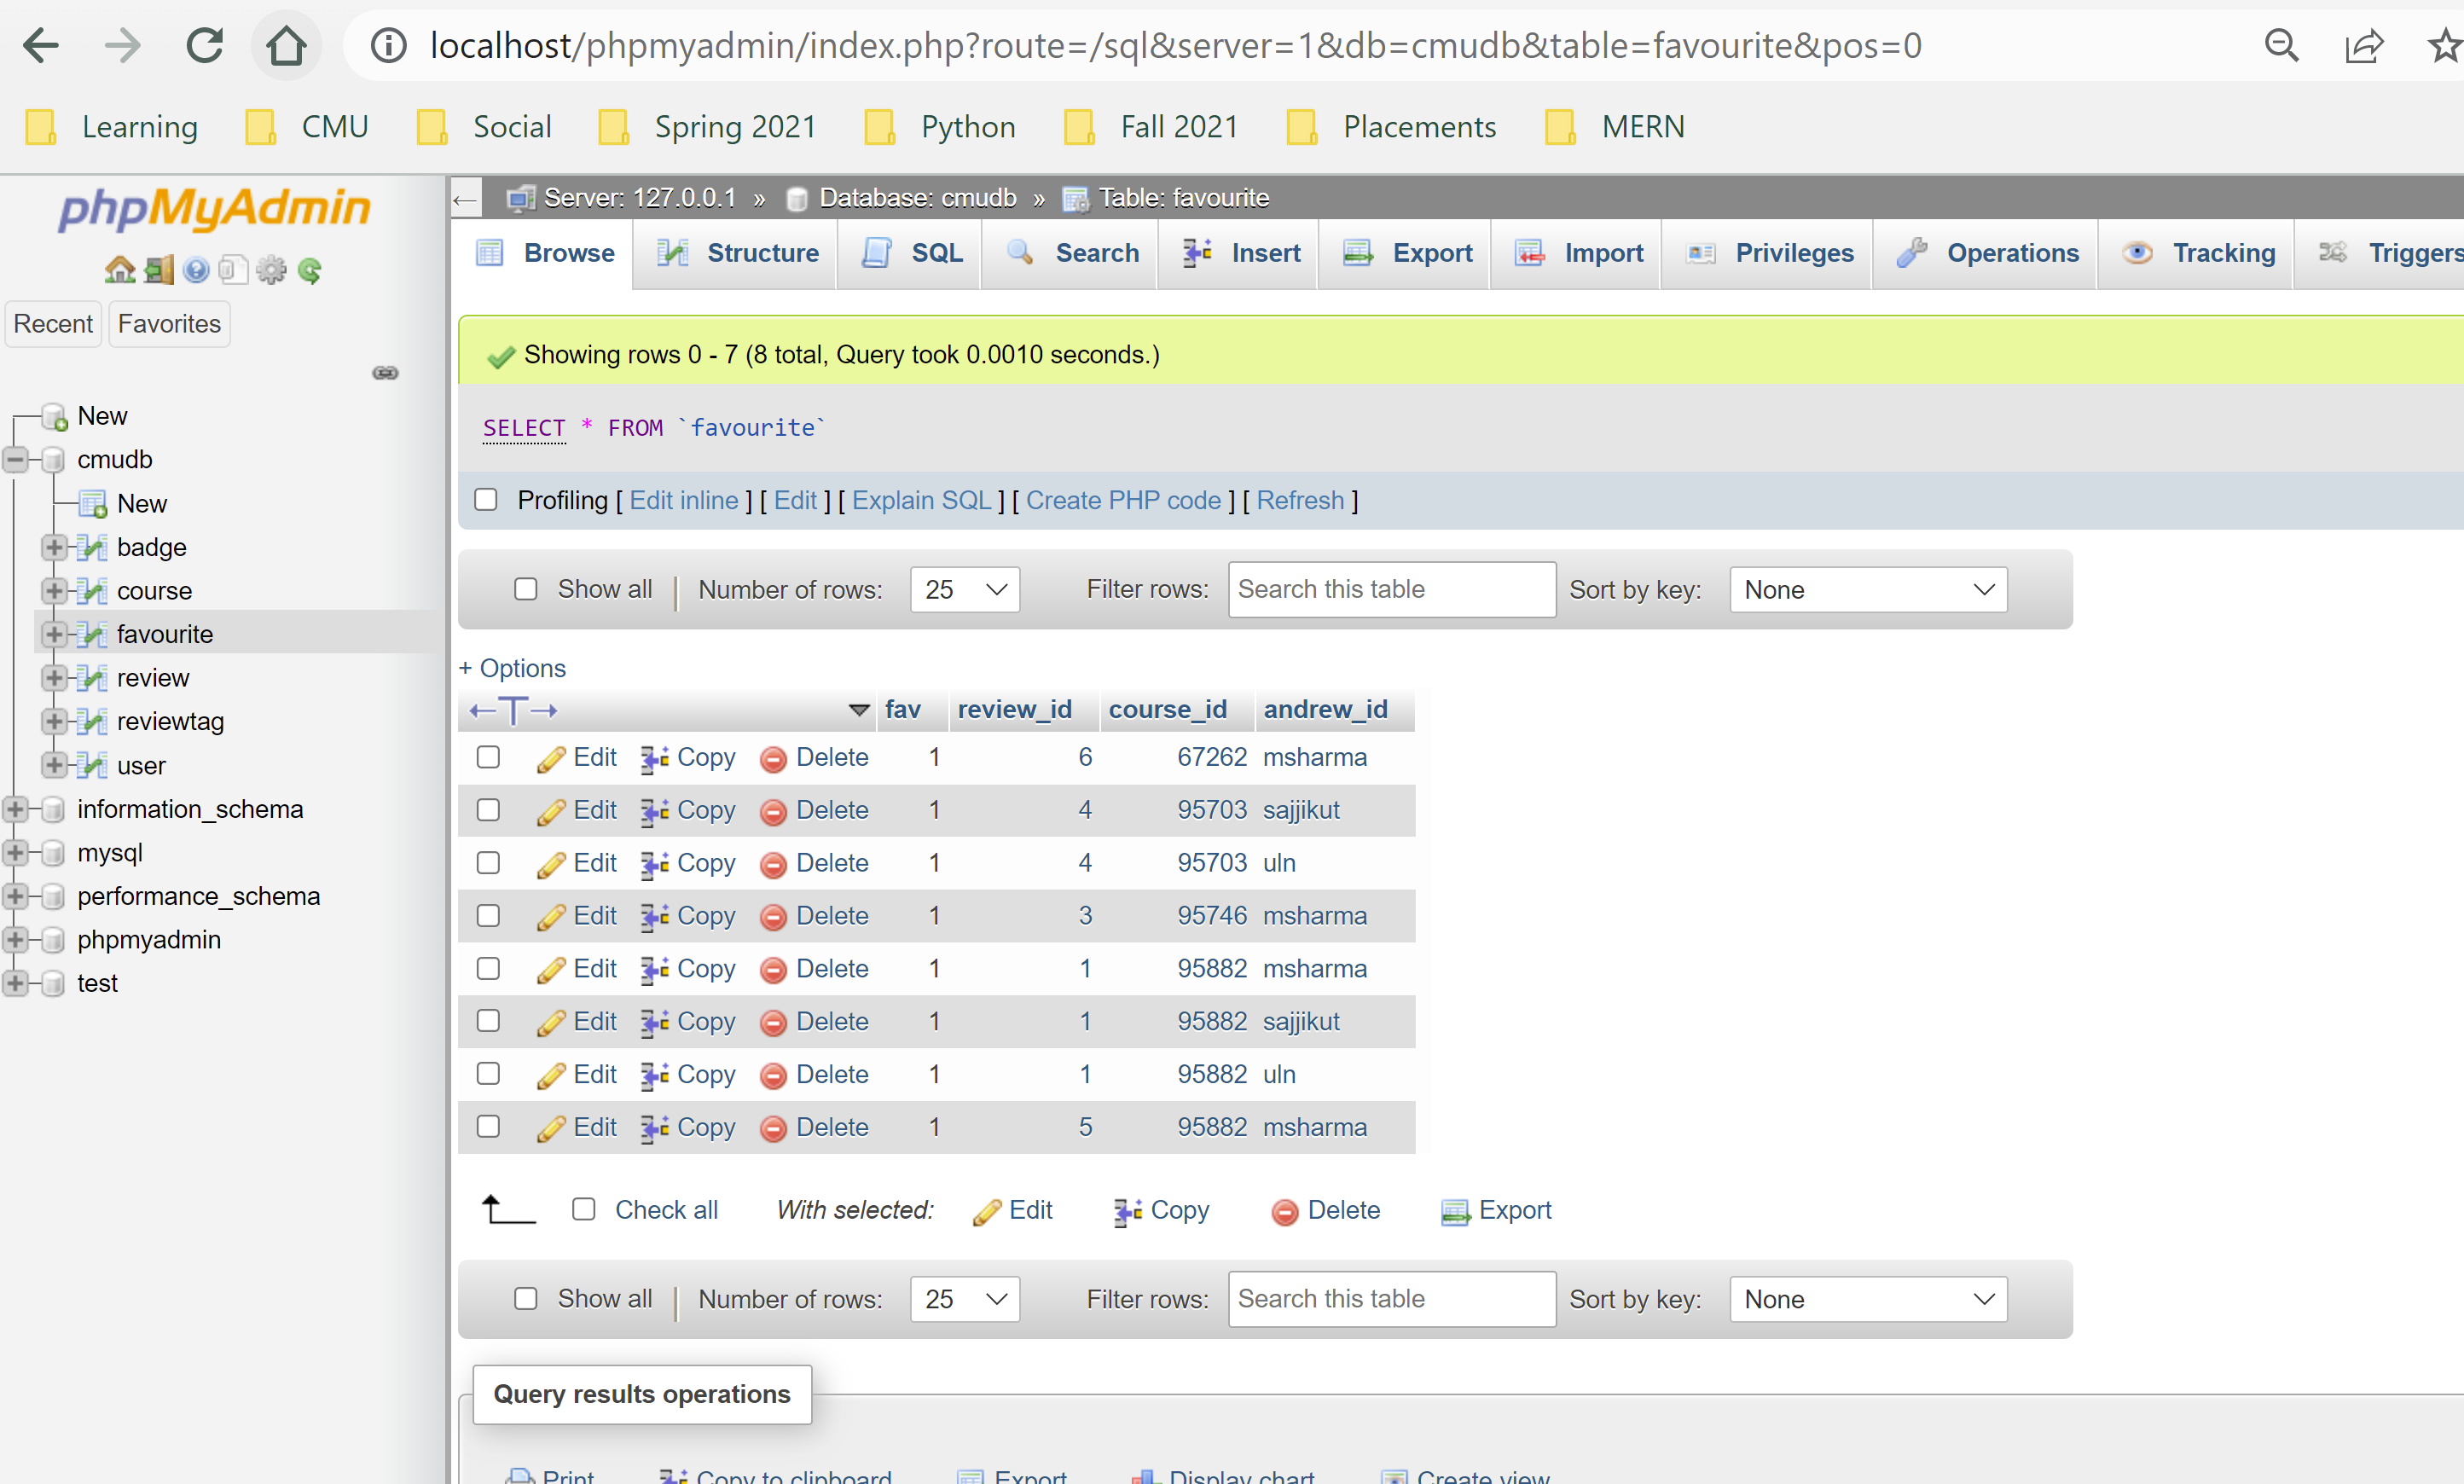 localhost/phpmyadmin/index.php?route=/sql&server=1&db=cmudb&table=favourite&pos=0
Learning CMU Social Spring 2021 Python Fall 2021 Placements MERN
phpMyAdmin
Recent Favorites
New
cmudb
New
badge
course
favourite
review
reviewtag
user
information_schema
mysql
performance_schema
phpmyadmin
test
Server: 127.0.0.1 » Database: cmudb » Table: favourite
Browse Structure SQL Search Insert Export Import Privileges Operations Tracking Triggers
Showing rows 0 - 7 (8 total, Query took 0.0010 seconds.)
SELECT * FROM `favourite`
Profiling [ Edit inline ] [ Edit ] [ Explain SQL ] [ Create PHP code ] [ Refresh ]
Show all | Number of rows: 25 Filter rows: Search this table Sort by key: None
+ Options
←T→ fav review_id course_id andrew_id
Edit Copy Delete 1 6 67262 msharma
Edit Copy Delete 1 4 95703 sajjikut
Edit Copy Delete 1 4 95703 uln
Edit Copy Delete 1 3 95746 msharma
Edit Copy Delete 1 1 95882 msharma
Edit Copy Delete 1 1 95882 sajjikut
Edit Copy Delete 1 1 95882 uln
Edit Copy Delete 1 5 95882 msharma
Check all With selected: Edit Copy Delete Export
Show all | Number of rows: 25 Filter rows: Search this table Sort by key: None
Query results operations
Print Copy to clipboard Export Display chart Create view